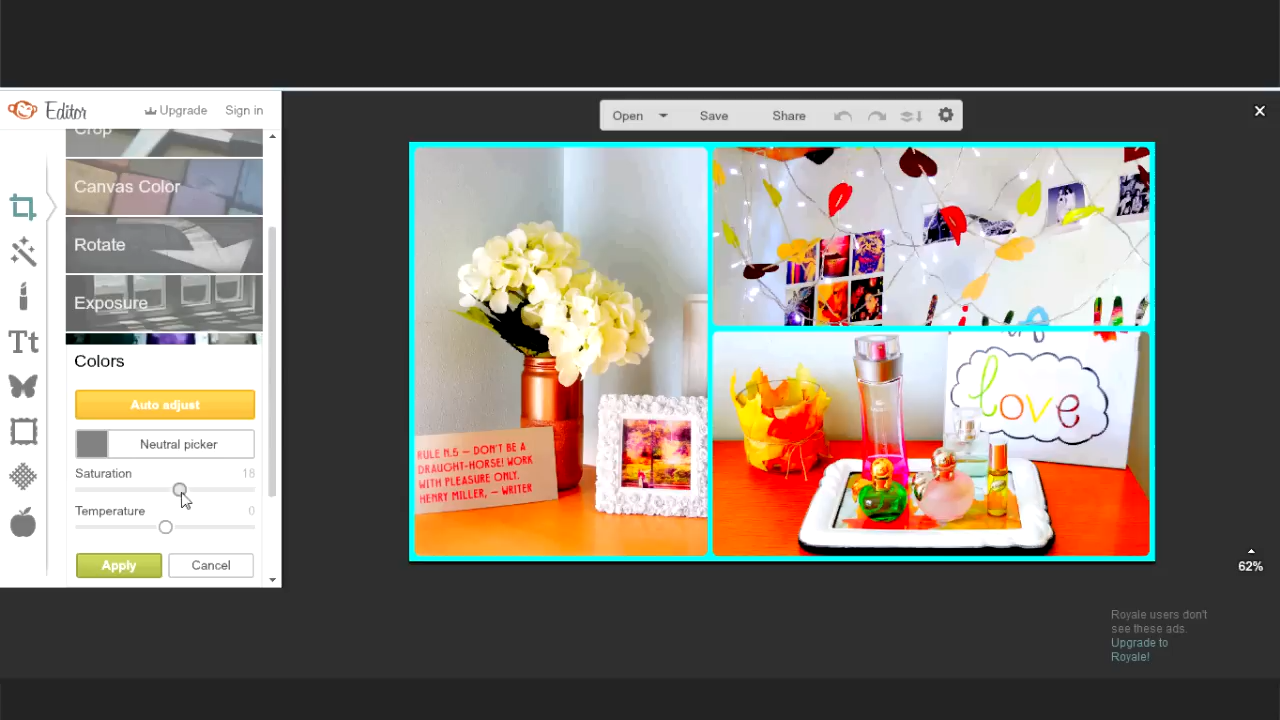 Editor
Upgrade
Sign in
Open
Save
Share
Crop
Canvas Color
Rotate
Exposure
Colors
Auto adjust
Neutral picker
Saturation 18
Temperature 0
Apply
Cancel
RULE N.5 – DON'T BE A
DRAUGHT-HORSE! WORK
WITH PLEASURE ONLY.
HENRY MILLER, – WRITER
love
62%
Royale users don't
see these ads.
Upgrade to
Royale!
Tt